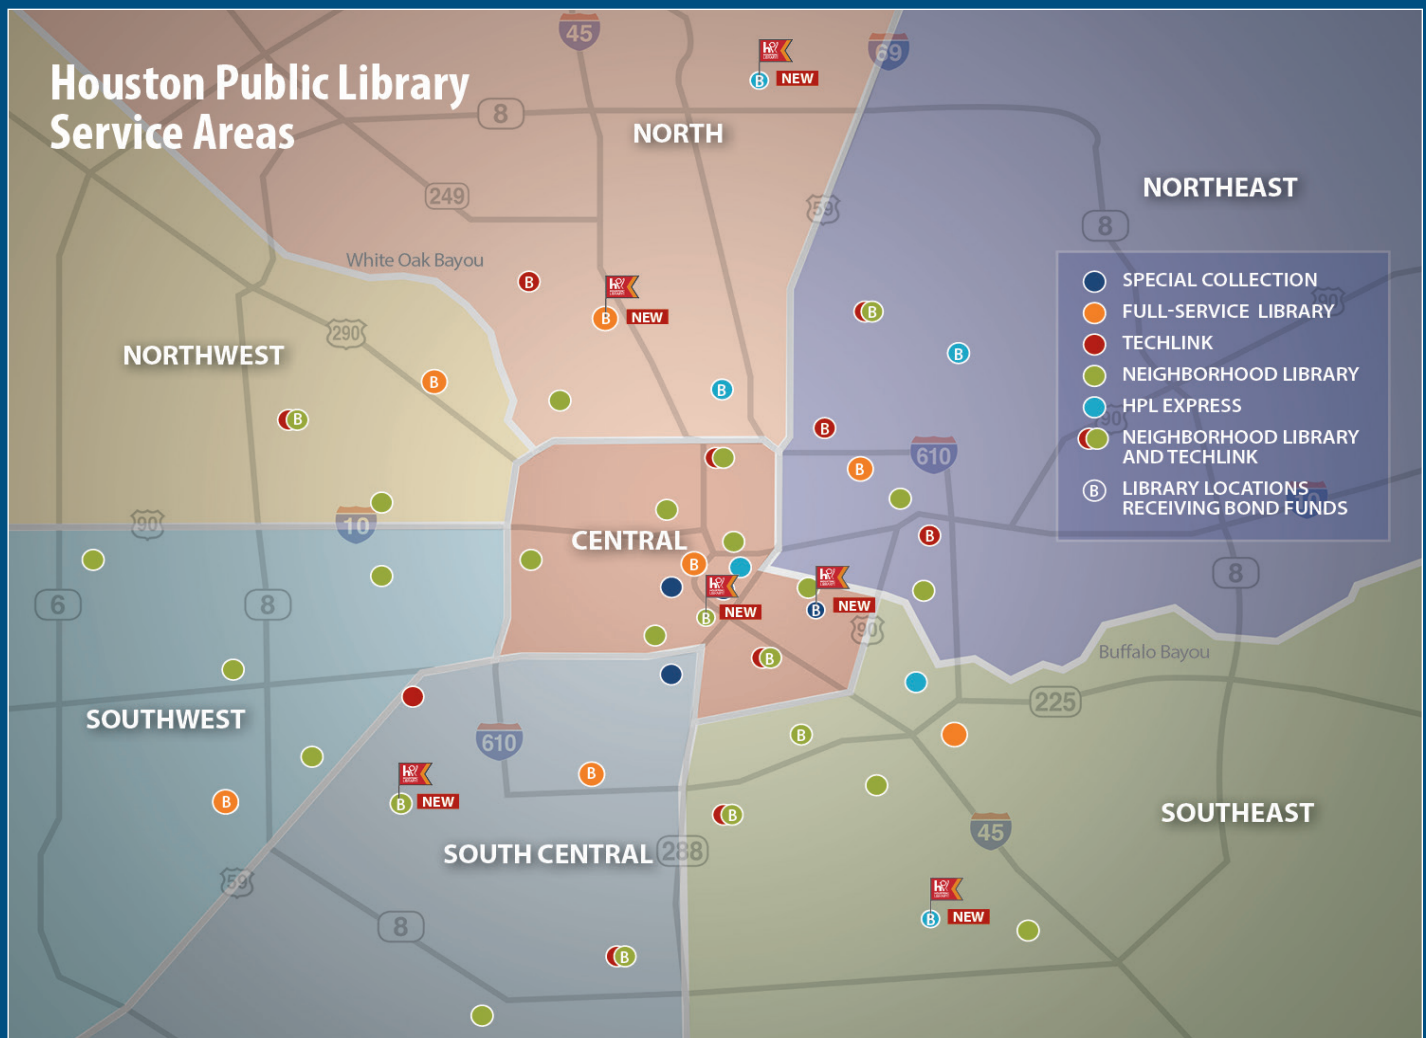 Houston Public Library
Service Areas
45
69
B
NEW
8
NORTH
249
59
NORTHEAST
8
White Oak Bayou
B
B
NEW
290
NORTHWEST
B
B
B
B
B
B
B
610
90
90
SPECIAL COLLECTION
FULL-SERVICE LIBRARY
TECHLINK
NEIGHBORHOOD LIBRARY
HPL EXPRESS
NEIGHBORHOOD LIBRARY
AND TECHLINK
B
LIBRARY LOCATIONS
RECEIVING BOND FUNDS
90
10
CENTRAL
B
B
6
8
B
NEW
B
NEW
90
8
Buffalo Bayou
B
225
SOUTHWEST
610
B
B
B
B
NEW
B
SOUTH CENTRAL
288
45
SOUTHEAST
59
8
B
NEW
B